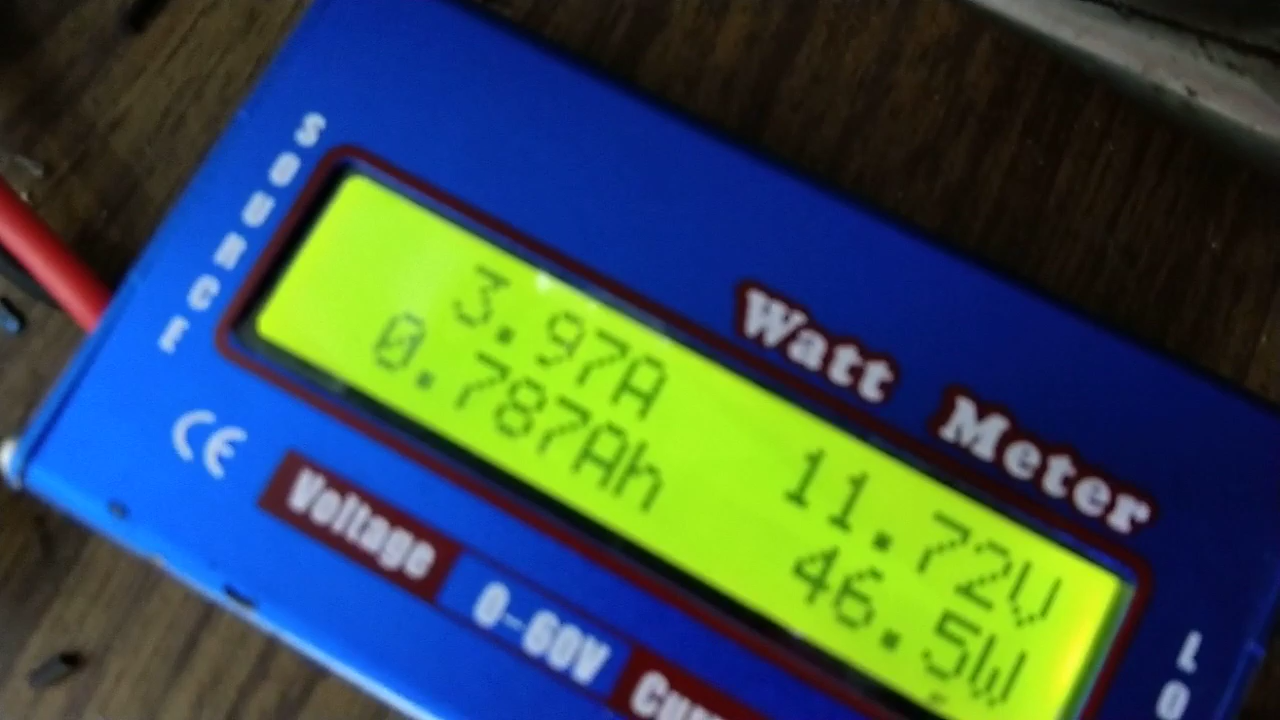 SOURCE
Watt Meter
3.97A 11.72V
0.787Ah 46.5W
CE
Voltage 0-60V